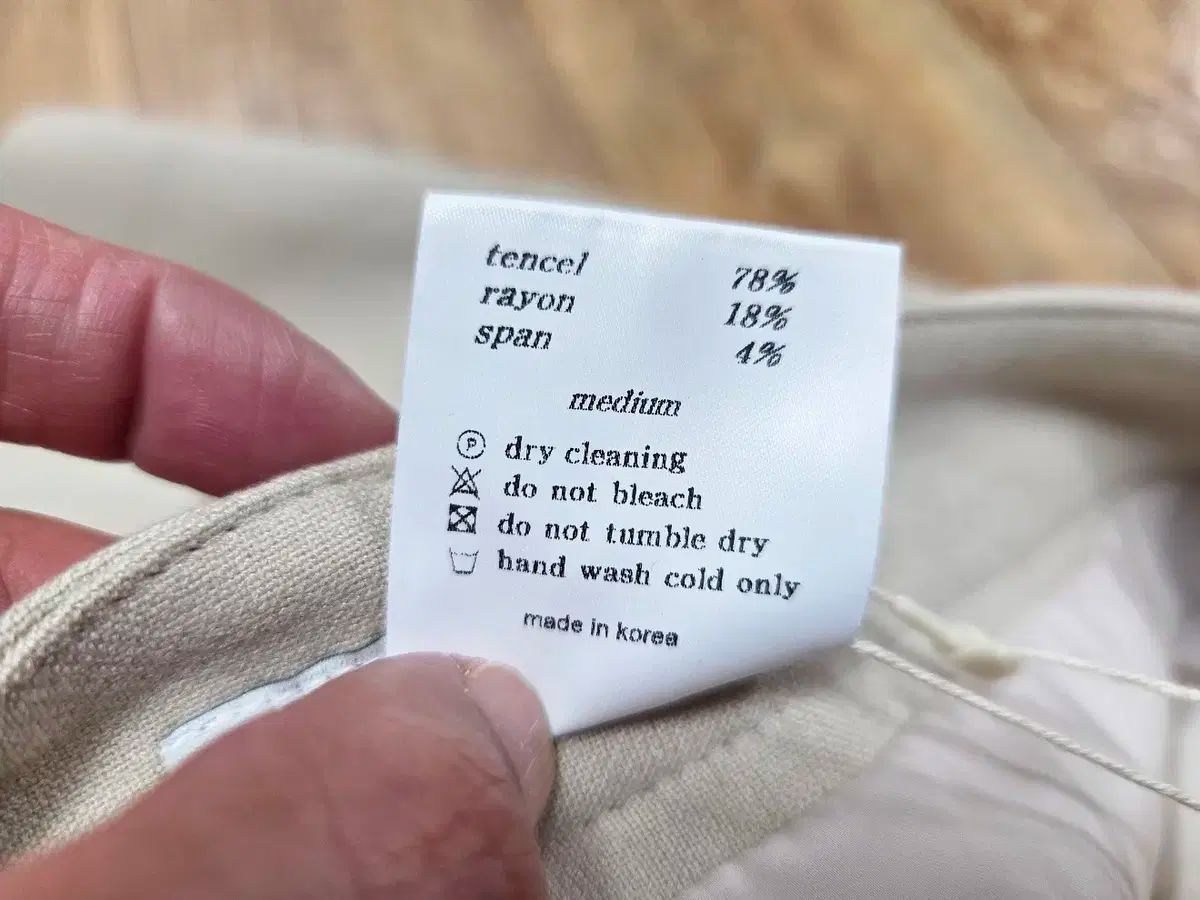 tencel 78%
rayon 18%
span 4%
medium
P dry cleaning
do not bleach
do not tumble dry
hand wash cold only
made in korea